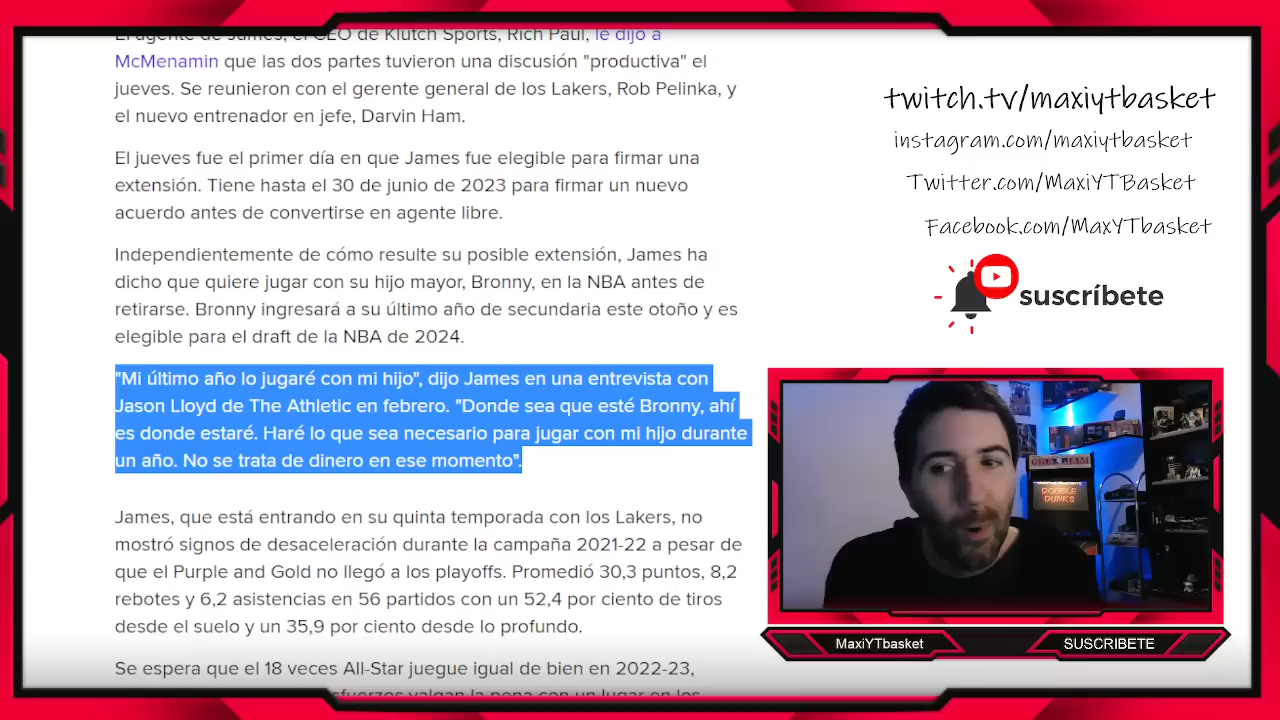 El agente de James, el CEO de Klutch Sports, Rich Paul, le dijo a
McMenamin que las dos partes tuvieron una discusión "productiva" el
jueves. Se reunieron con el gerente general de los Lakers, Rob Pelinka, y
el nuevo entrenador en jefe, Darvin Ham.
El jueves fue el primer día en que James fue elegible para firmar una
extensión. Tiene hasta el 30 de junio de 2023 para firmar un nuevo
acuerdo antes de convertirse en agente libre.
Independientemente de cómo resulte su posible extensión, James ha
dicho que quiere jugar con su hijo mayor, Bronny, en la NBA antes de
retirarse. Bronny ingresará a su último año de secundaria este otoño y es
elegible para el draft de la NBA de 2024.
"Mi último año lo jugaré con mi hijo", dijo James en una entrevista con
Jason Lloyd de The Athletic en febrero. "Donde sea que esté Bronny, ahí
es donde estaré. Haré lo que sea necesario para jugar con mi hijo durante
un año. No se trata de dinero en ese momento".
James, que está entrando en su quinta temporada con los Lakers, no
mostró signos de desaceleración durante la campaña 2021-22 a pesar de
que el Purple and Gold no llegó a los playoffs. Promedió 30,3 puntos, 8,2
rebotes y 6,2 asistencias en 56 partidos con un 52,4 por ciento de tiros
desde el suelo y un 35,9 por ciento desde lo profundo.
Se espera que el 18 veces All-Star juegue igual de bien en 2022-23,
valgan la pena con un lugar en los
twitch.tv/maxiytbasket
instagram.com/maxiytbasket
Twitter.com/MaxiYTBasket
Facebook.com/MaxYTbasket
suscríbete
NBA JAM
DOUBLE
DUNKS
MaxiYTbasket
SUSCRIBETE